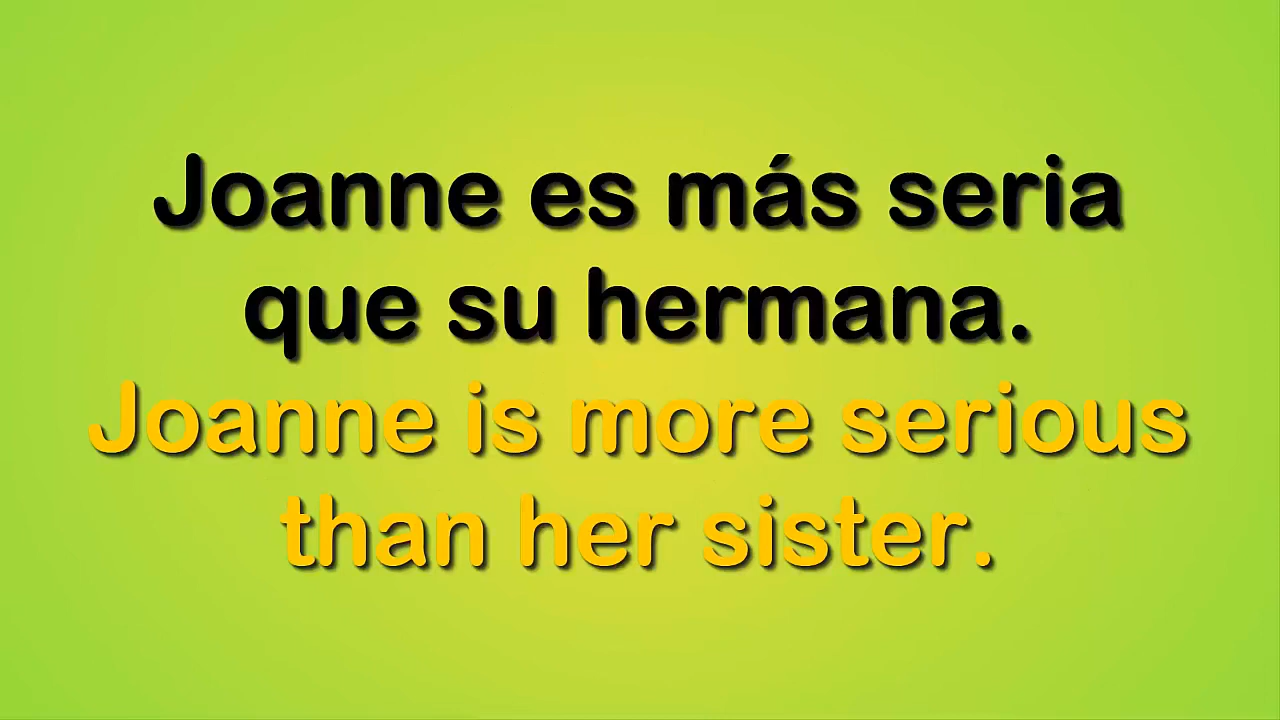 Joanne es más seria
que su hermana.
Joanne is more serious
than her sister.